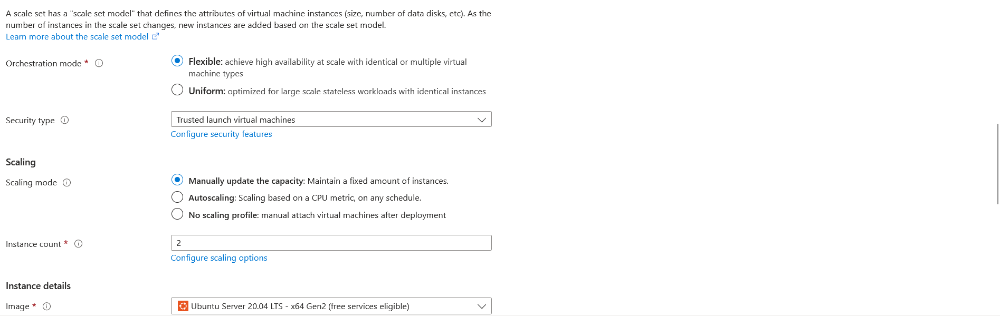 A scale set has a "scale set model" that defines the attributes of virtual machine instances (size, number of data disks, etc). As the
number of instances in the scale set changes, new instances are added based on the scale set model.
Learn more about the scale set model
Orchestration mode *
Flexible: achieve high availability at scale with identical or multiple virtual
machine types
Uniform: optimized for large scale stateless workloads with identical instances
Security type
Trusted launch virtual machines
Configure security features
Scaling
Scaling mode
Manually update the capacity: Maintain a fixed amount of instances.
Autoscaling: Scaling based on a CPU metric, on any schedule.
No scaling profile: manual attach virtual machines after deployment
Instance count *
2
Configure scaling options
Instance details
Image *
Ubuntu Server 20.04 LTS - x64 Gen2 (free services eligible)